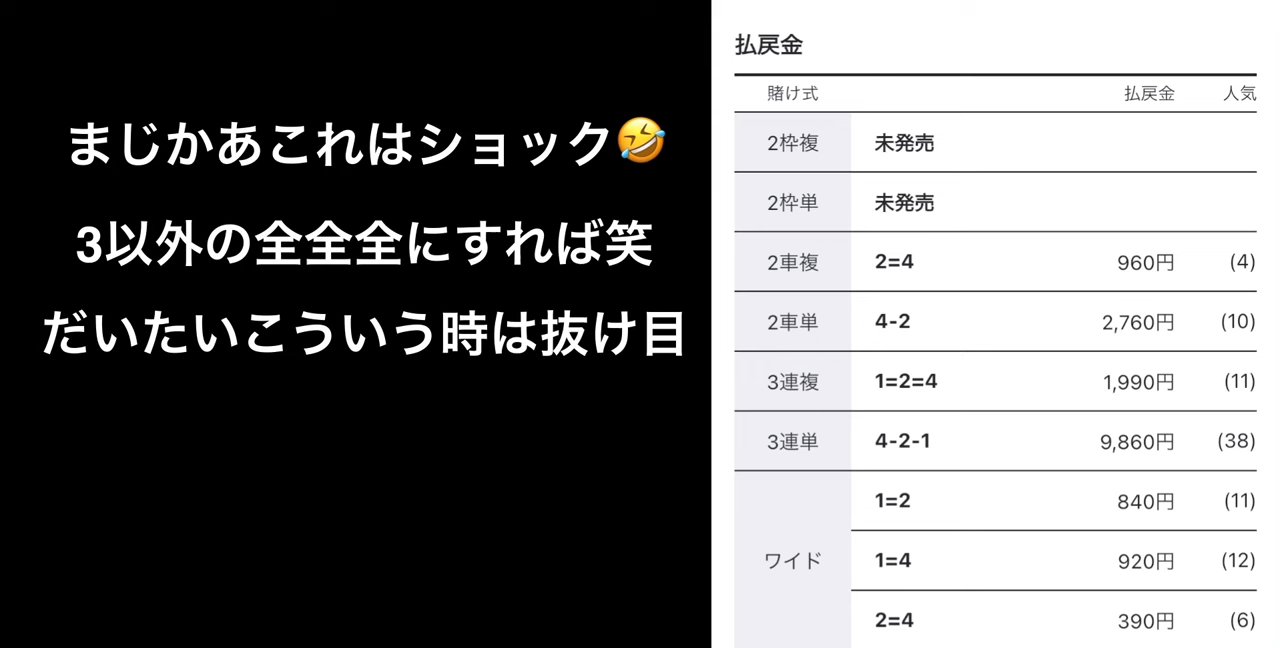 まじかあこれはショック🤣
3以外の全全全にすれば笑
だいたいこういう時は抜け目
払戻金
賭け式 払戻金 人気
2枠複 未発売
2枠単 未発売
2車複 2=4 960円 (4)
2車単 4-2 2,760円 (10)
3連複 1=2=4 1,990円 (11)
3連単 4-2-1 9,860円 (38)
ワイド 1=2 840円 (11)
1=4 920円 (12)
2=4 390円 (6)